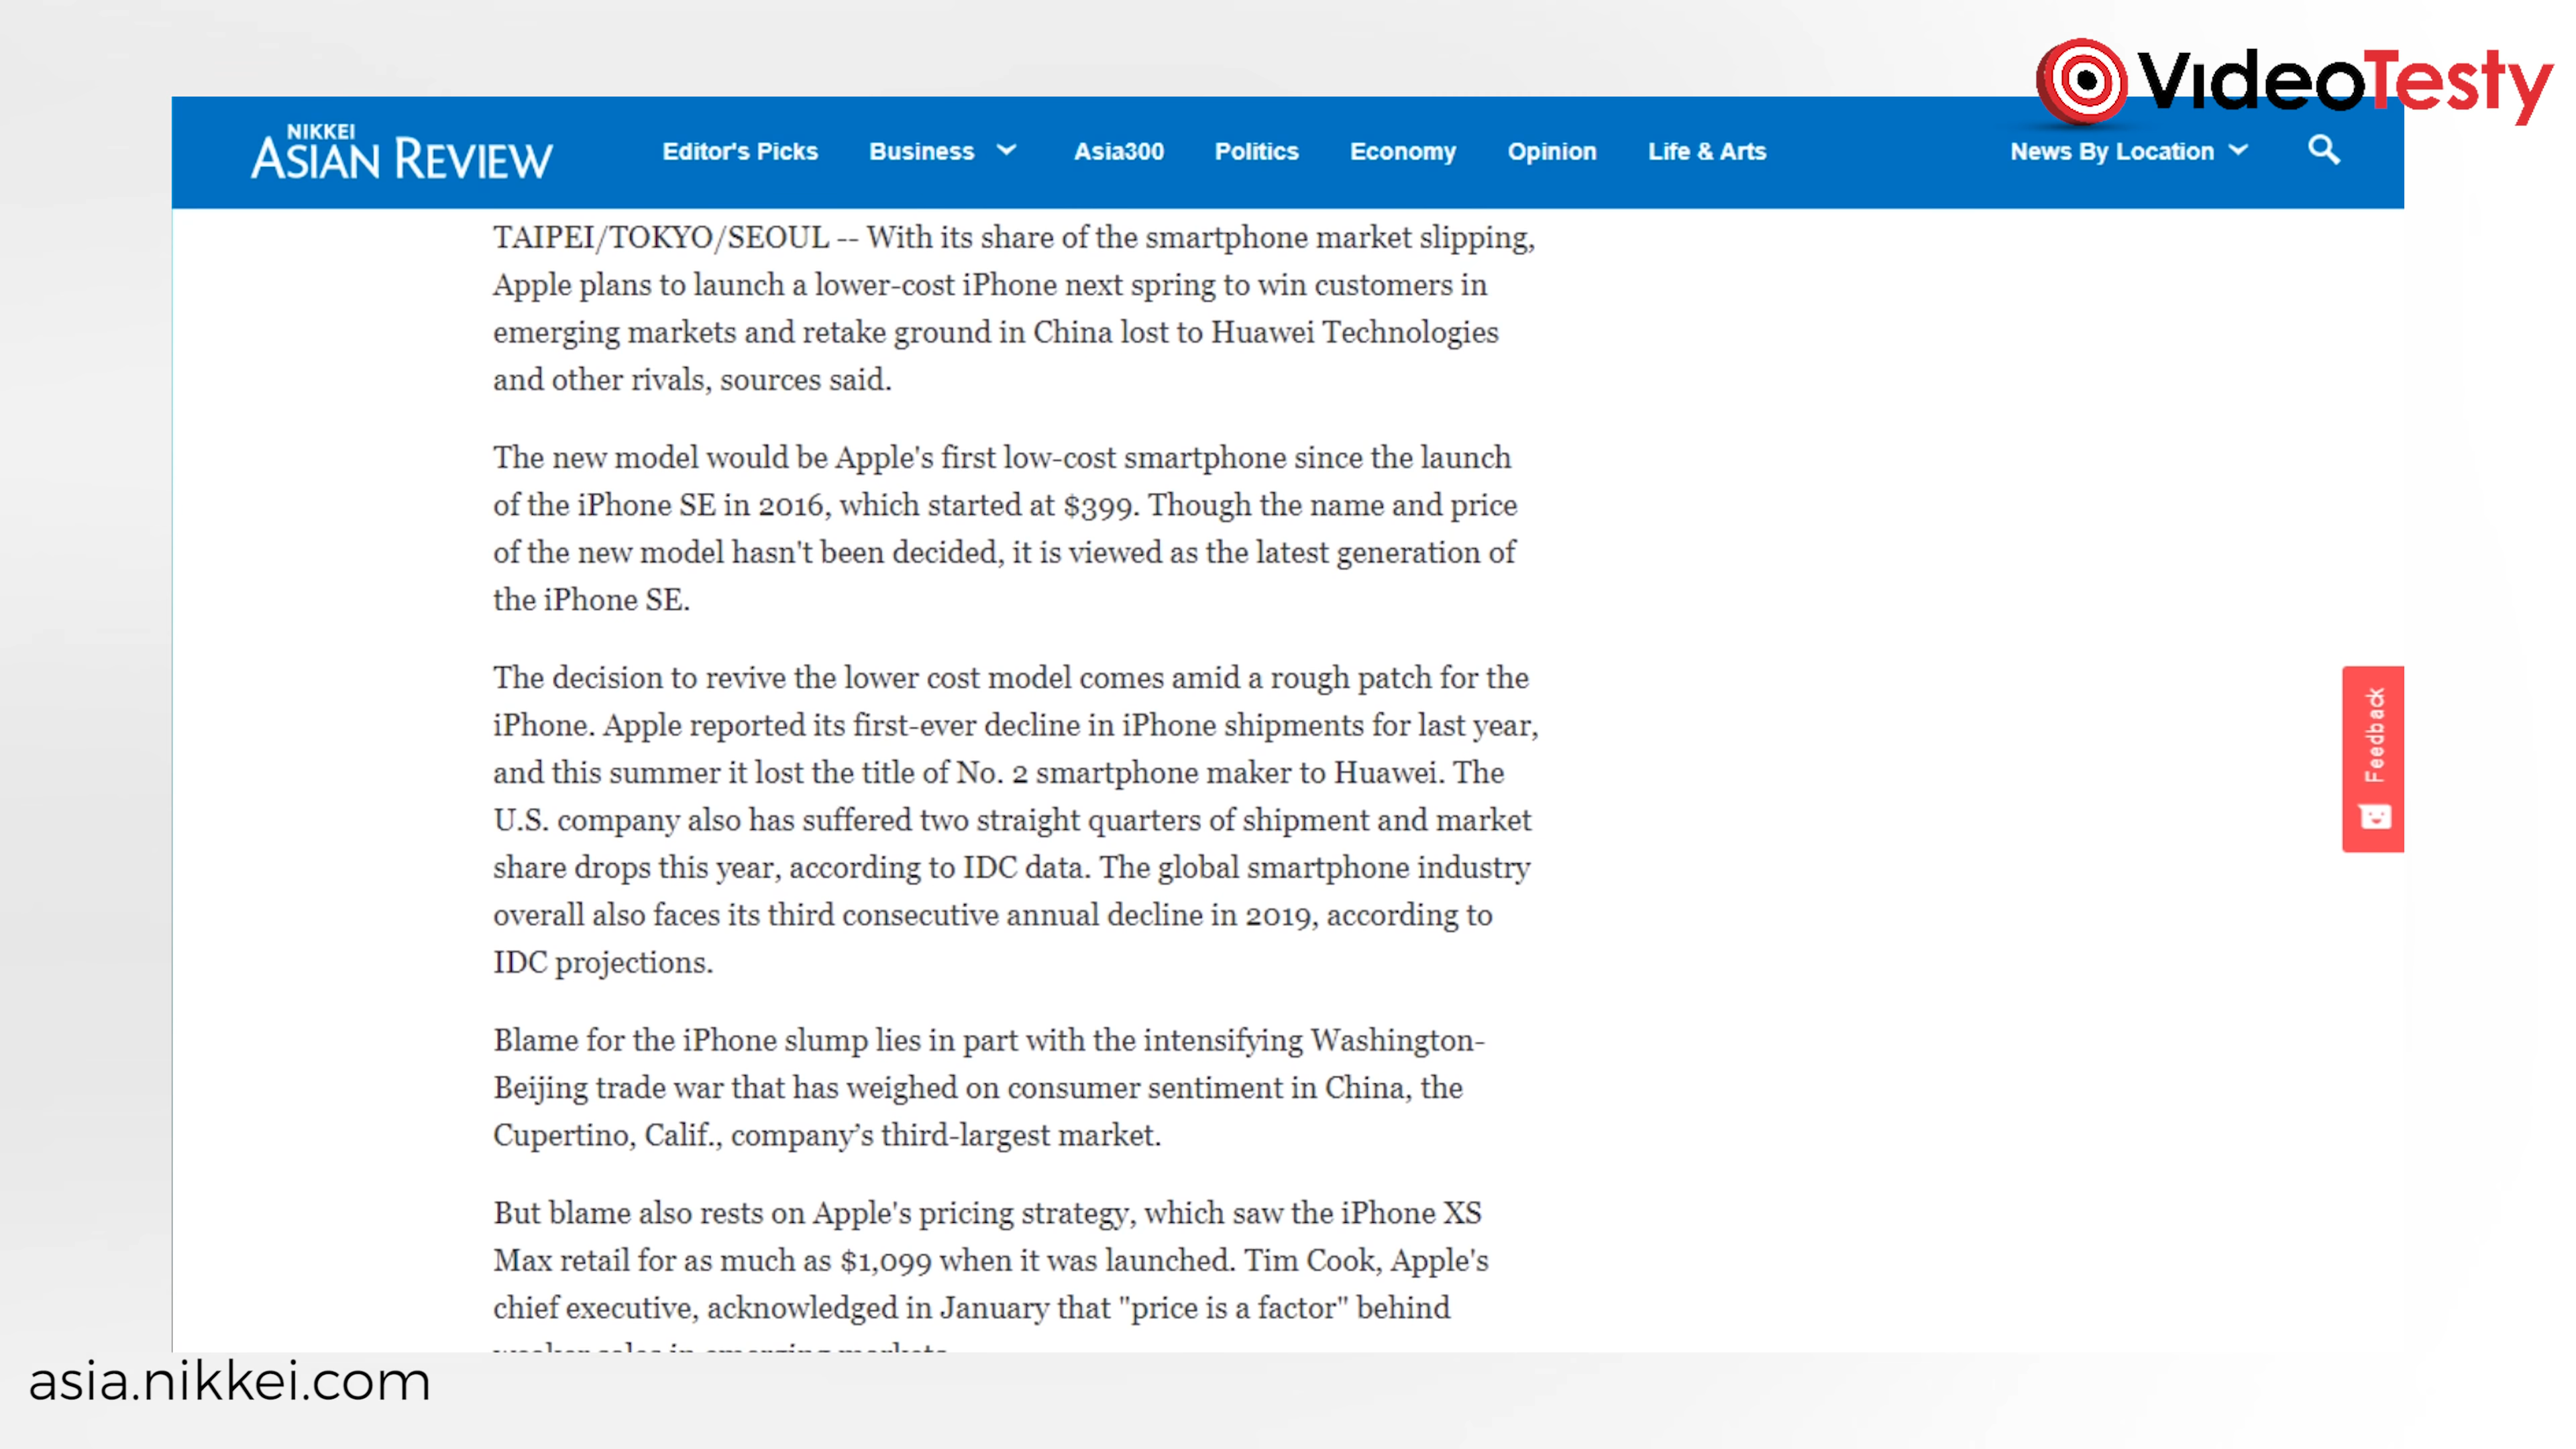 VideoTesty
NIKKEI
ASIAN REVIEW
Editor's Picks
Business
Asia300
Politics
Economy
Opinion
Life & Arts
News By Location
TAIPEI/TOKYO/SEOUL -- With its share of the smartphone market slipping,
Apple plans to launch a lower-cost iPhone next spring to win customers in
emerging markets and retake ground in China lost to Huawei Technologies
and other rivals, sources said.
The new model would be Apple's first low-cost smartphone since the launch
of the iPhone SE in 2016, which started at $399. Though the name and price
of the new model hasn't been decided, it is viewed as the latest generation of
the iPhone SE.
The decision to revive the lower cost model comes amid a rough patch for the
iPhone. Apple reported its first-ever decline in iPhone shipments for last year,
and this summer it lost the title of No. 2 smartphone maker to Huawei. The
U.S. company also has suffered two straight quarters of shipment and market
share drops this year, according to IDC data. The global smartphone industry
overall also faces its third consecutive annual decline in 2019, according to
IDC projections.
Blame for the iPhone slump lies in part with the intensifying Washington-
Beijing trade war that has weighed on consumer sentiment in China, the
Cupertino, Calif., company’s third-largest market.
But blame also rests on Apple's pricing strategy, which saw the iPhone XS
Max retail for as much as $1,099 when it was launched. Tim Cook, Apple's
chief executive, acknowledged in January that "price is a factor" behind
Feedback
asia.nikkei.com